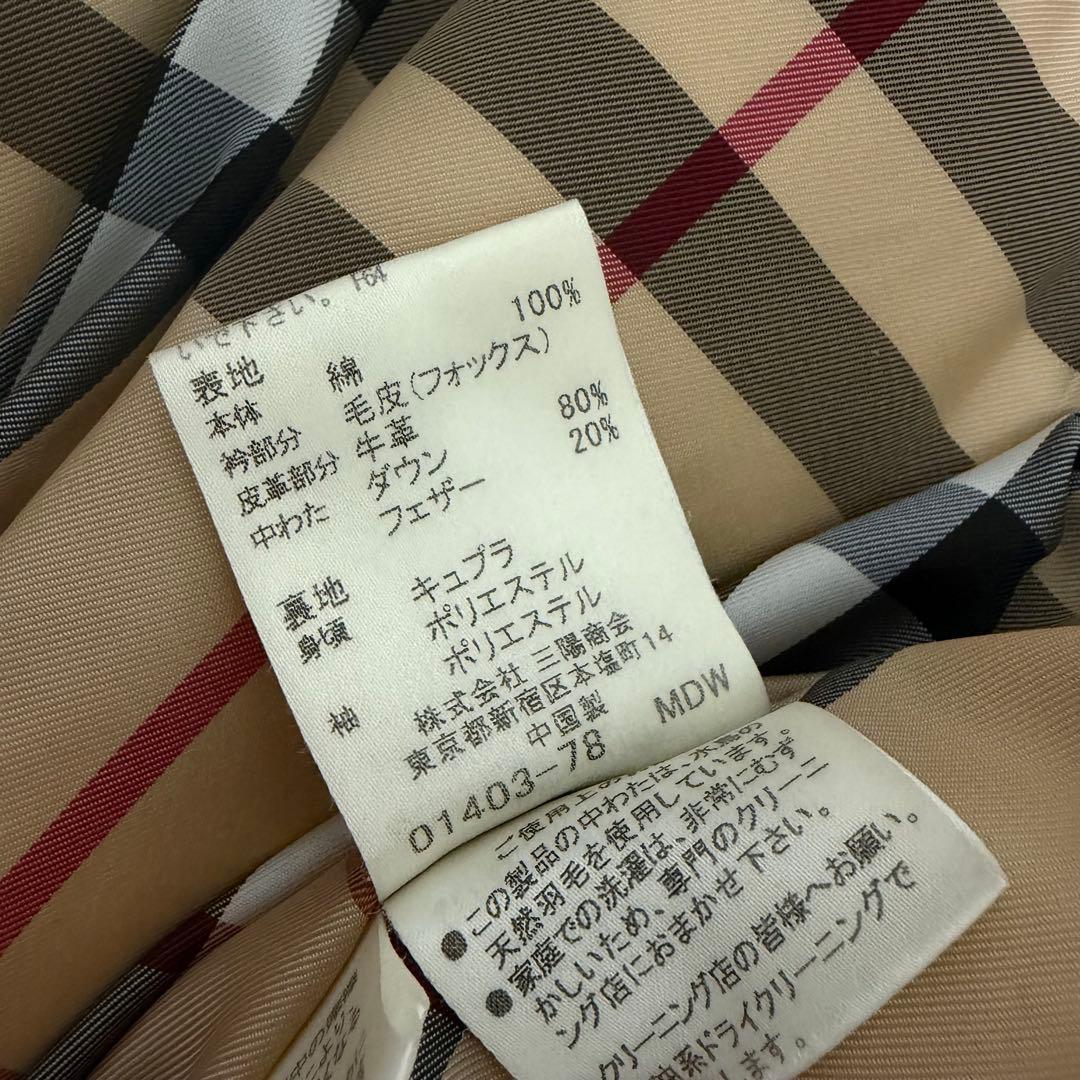 いさ下さい。164
表地
本体 綿 100%
衿部分 毛皮(フォックス)
皮革部分 牛革
中わた ダウン 80%
フェザー 20%
裏地
身頃 キュプラ
ポリエステル
袖 ポリエステル
株式会社 三陽商会
東京都新宿区本塩町14
中国製
01403-78 MDW
ご使用上の
●この製品の中わたは、水鳥の
天然羽毛を使用しています。
●家庭での洗濯は、非常にむず
かしいため、専門のクリーニ
ング店におまかせ下さい。
クリーニング店の皆様へお願い。
系ドライクリーニングで
します。